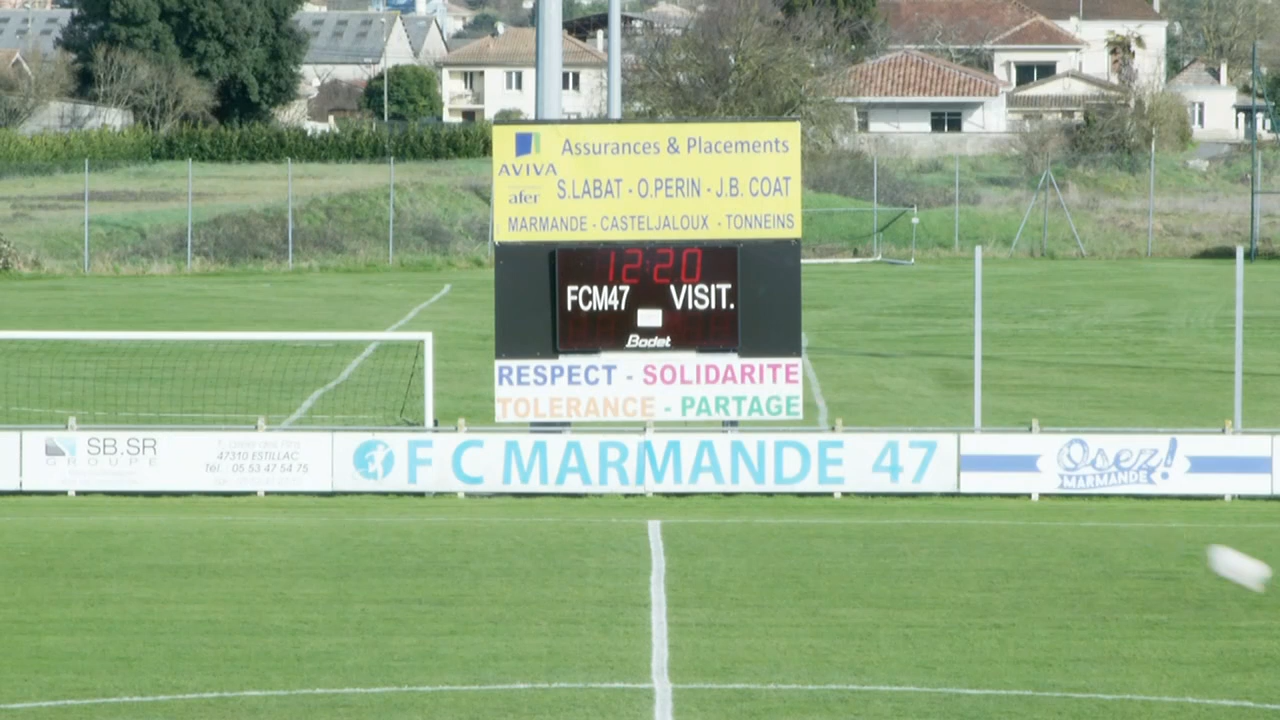 Assurances & Placements
AVIVA
afer
S.LABAT - O.PERIN - J.B. COAT
MARMANDE - CASTELJALOUX - TONNEINS
12:20
FCM47 VISIT.
Bodet
RESPECT - SOLIDARITE
TOLERANCE - PARTAGE
SB.SR
GROUPE
47310 ESTILLAC
Tél. 05 53 47 54 75
FC MARMANDE 47
Osez!
MARMANDE